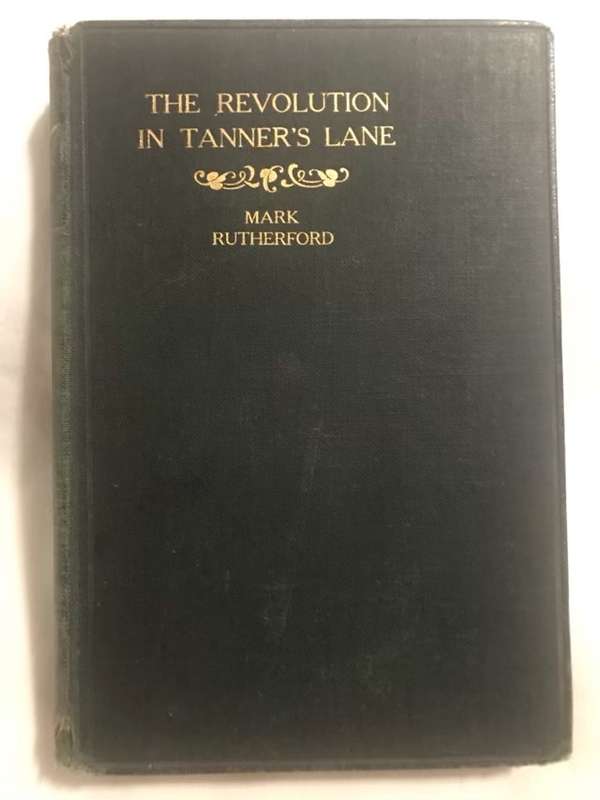 THE REVOLUTION
IN TANNER'S LANE
MARK
RUTHERFORD